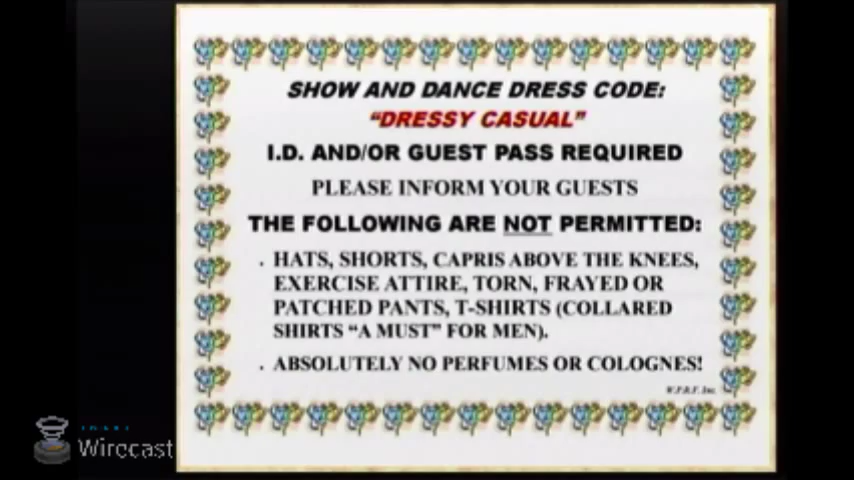 SHOW AND DANCE DRESS CODE:
"DRESSY CASUAL"
I.D. AND/OR GUEST PASS REQUIRED
PLEASE INFORM YOUR GUESTS
THE FOLLOWING ARE NOT PERMITTED:
. HATS, SHORTS, CAPRIS ABOVE THE KNEES,
EXERCISE ATTIRE, TORN, FRAYED OR
PATCHED PANTS, T-SHIRTS (COLLARED
SHIRTS "A MUST" FOR MEN).
. ABSOLUTELY NO PERFUMES OR COLOGNES!
W.P.R.F. Inc.
Wirecast